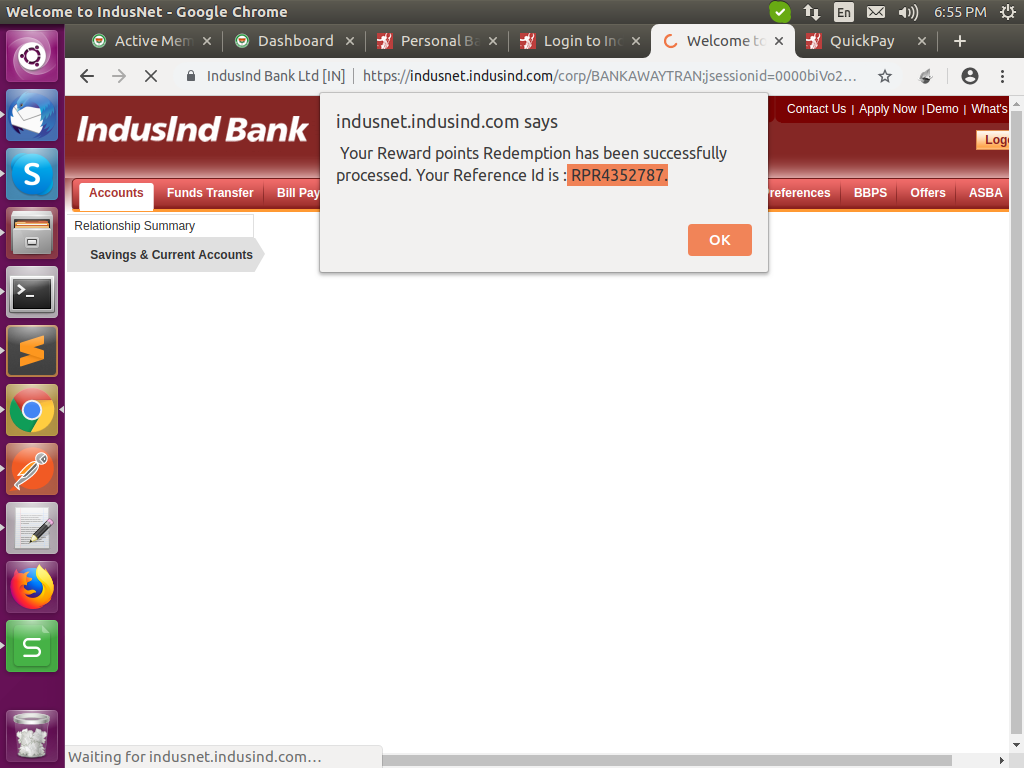 Welcome to IndusNet - Google Chrome
En
6:55 PM
Active Mem
Dashboard
Personal Ba
Login to Ind
Welcome to
QuickPay
IndusInd Bank Ltd [IN]
https://indusnet.indusind.com/corp/BANKAWAYTRAN;jsessionid=0000biVo2...
IndusInd Bank
Contact Us | Apply Now | Demo | What's
Log
indusnet.indusind.com says
Your Reward points Redemption has been successfully
processed. Your Reference Id is : RPR4352787.
OK
Accounts
Funds Transfer
Bill Pay
references
BBPS
Offers
ASBA
Relationship Summary
Savings & Current Accounts
S
>_
S
Waiting for indusnet.indusind.com...